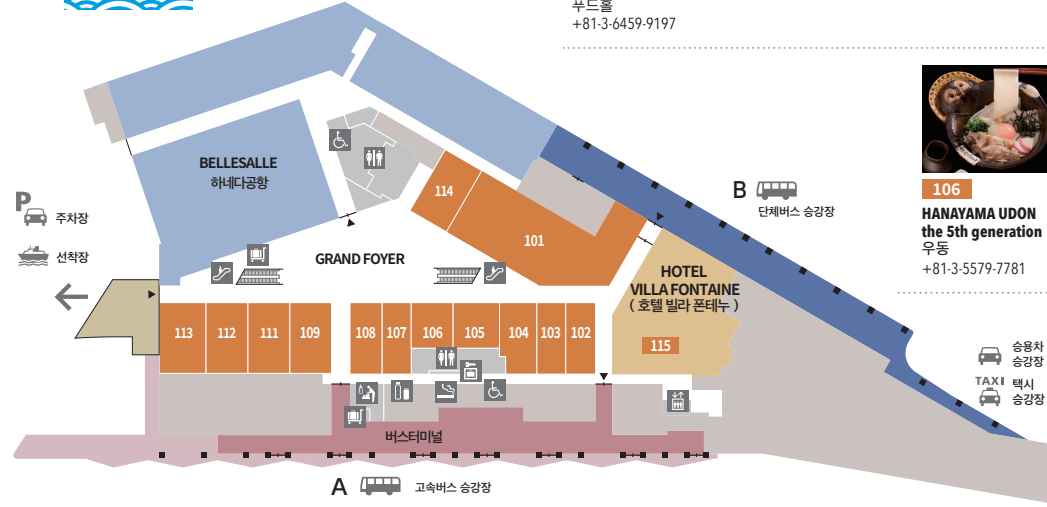 푸드홀
+81-3-6459-9197
BELLESALLE
하네다공항
P
주차장
선착장
114
101
B
단체버스 승강장
106
HANAYAMA UDON
the 5th generation
우동
+81-3-5579-7781
GRAND FOYER
HOTEL
VILLA FONTAINE
( 호텔 빌라 폰테누 )
115
113
112
111
109
108
107
106
105
104
103
102
승용차
승강장
TAXI
택시
승강장
버스터미널
A
고속버스 승강장